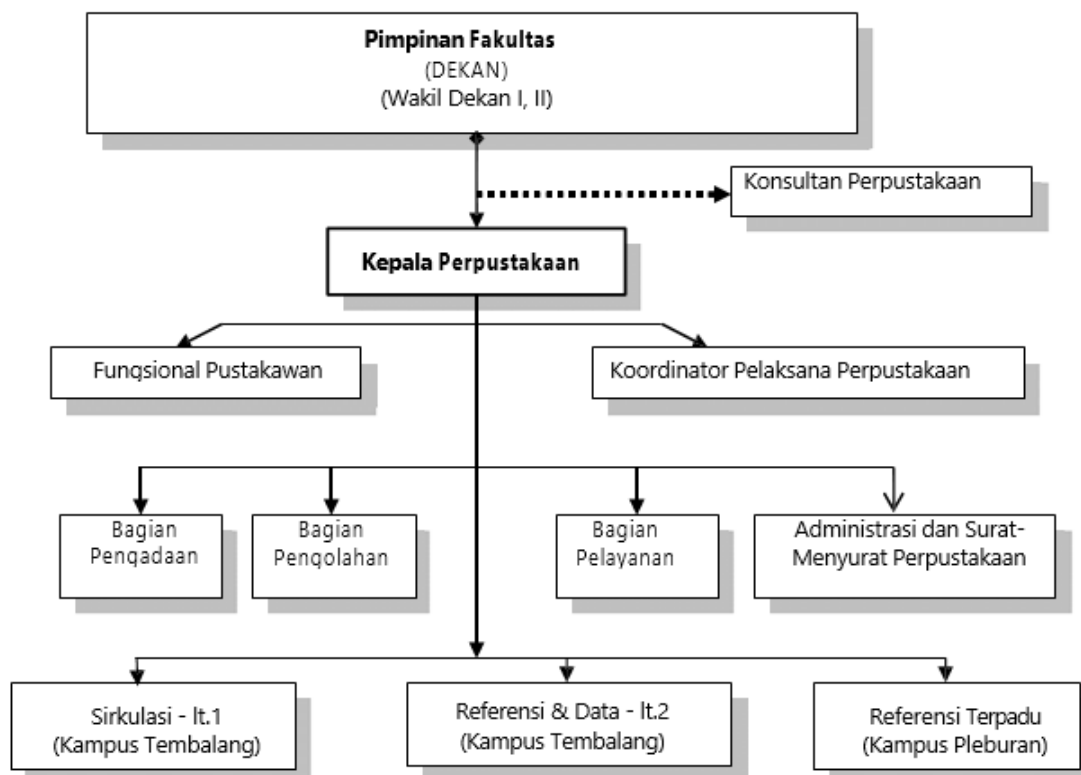 Pimpinan Fakultas
(DEKAN)
(Wakil Dekan I, II)
Konsultan Perpustakaan
Kepala Perpustakaan
Fungsional Pustakawan
Koordinator Pelaksana Perpustakaan
Bagian
Pengadaan
Bagian
Pengolahan
Bagian
Pelayanan
Administrasi dan Surat-
Menyurat Perpustakaan
Sirkulasi - lt.1
(Kampus Tembalang)
Referensi & Data - lt.2
(Kampus Tembalang)
Referensi Terpadu
(Kampus Pleburan)